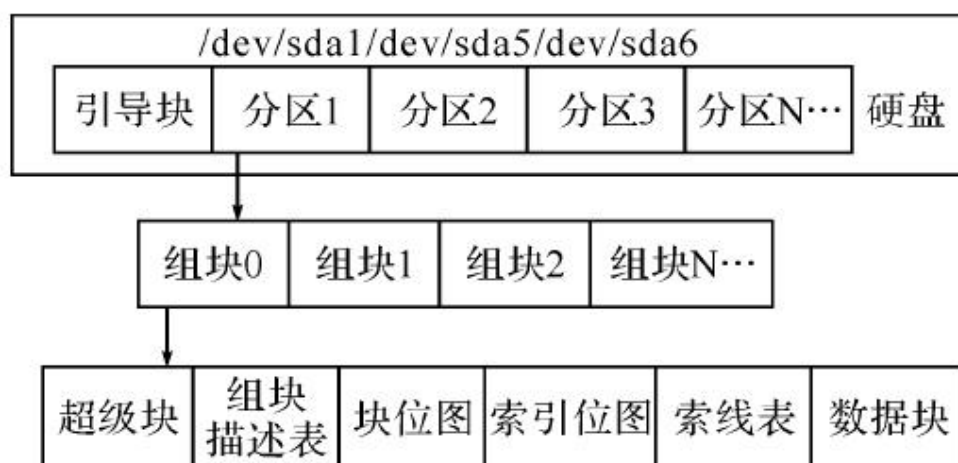 /dev/sda1/dev/sda5/dev/sda6
引导块 分区1 分区2 分区3 分区N… 硬盘
组块0 组块1 组块2 组块N…
超级块 组块描述表 块位图 索引位图 索线表 数据块